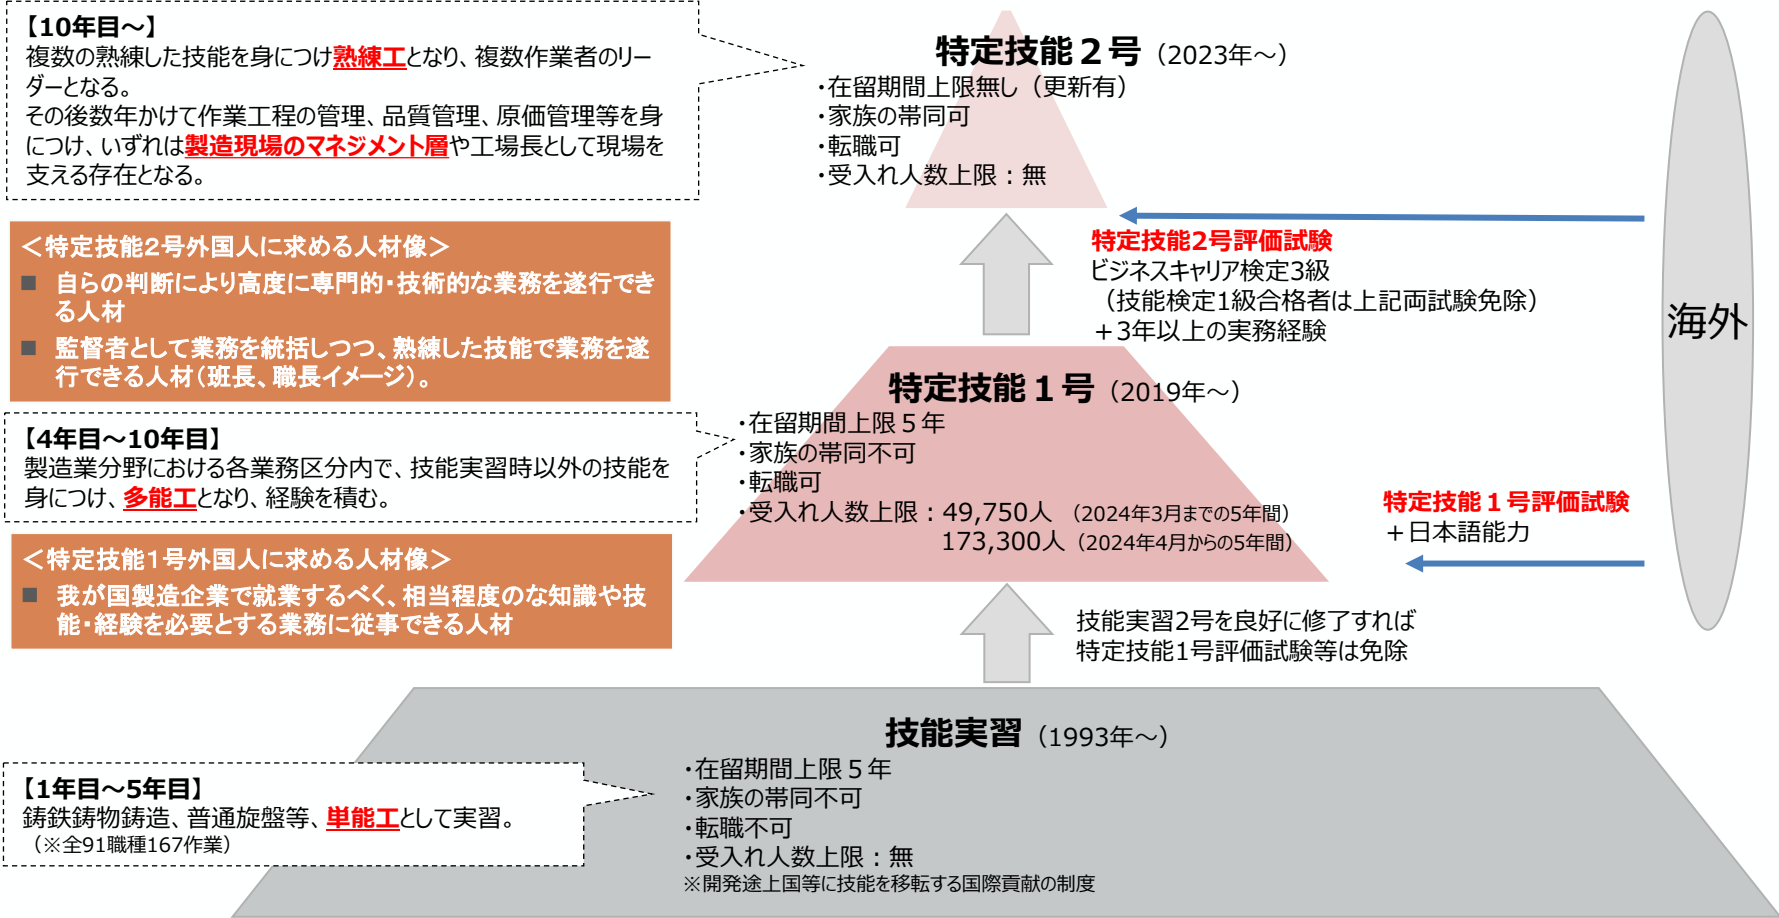 【10年目～】
複数の熟練した技能を身につけ熟練工となり、複数作業者のリー
ダーとなる。
その後数年かけて作業工程の管理、品質管理、原価管理等を身
につけ、いずれは製造現場のマネジメント層や工場長として現場を
支える存在となる。
特定技能２号（2023年～）
・在留期間上限無し（更新有）
・家族の帯同可
・転職可
・受入れ人数上限：無
＜特定技能2号外国人に求める人材像＞
■ 自らの判断により高度に専門的・技術的な業務を遂行でき
る人材
■ 監督者として業務を統括しつつ、熟練した技能で業務を遂
行できる人材（班長、職長イメージ）。
特定技能2号評価試験
ビジネスキャリア検定3級
（技能検定1級合格者は上記両試験免除）
＋3年以上の実務経験
海外
【4年目～10年目】
製造業分野における各業務区分内で、技能実習時以外の技能を
身につけ、多能工となり、経験を積む。
特定技能１号（2019年～）
・在留期間上限５年
・家族の帯同不可
・転職可
・受入れ人数上限：49,750人 （2024年3月までの5年間）
173,300人（2024年4月からの5年間）
特定技能１号評価試験
＋日本語能力
＜特定技能1号外国人に求める人材像＞
■ 我が国製造企業で就業するべく、相当程度のな知識や技
能・経験を必要とする業務に従事できる人材
技能実習2号を良好に修了すれば
特定技能1号評価試験等は免除
技能実習（1993年～）
・在留期間上限５年
・家族の帯同不可
・転職不可
・受入れ人数上限：無
※開発途上国等に技能を移転する国際貢献の制度
【1年目～5年目】
鋳鉄鋳物鋳造、普通旋盤等、単能工として実習。
（※全91職種167作業）